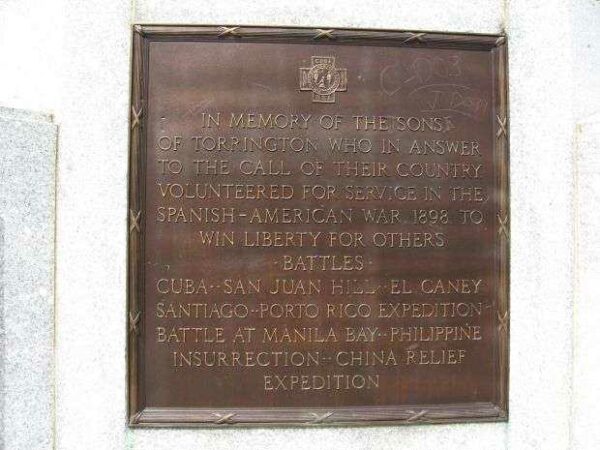 CUBA
IN MEMORY OF THE SONS
OF TORRINGTON WHO IN ANSWER
TO THE CALL OF THEIR COUNTRY
VOLUNTEERED FOR SERVICE IN THE
SPANISH-AMERICAN WAR 1898 TO
WIN LIBERTY FOR OTHERS
·BATTLES·
CUBA--SAN JUAN HILL--EL CANEY
SANTIAGO--PORTO RICO EXPEDITION
BATTLE AT MANILA BAY--PHILIPPINE
INSURRECTION--CHINA RELIEF
EXPEDITION